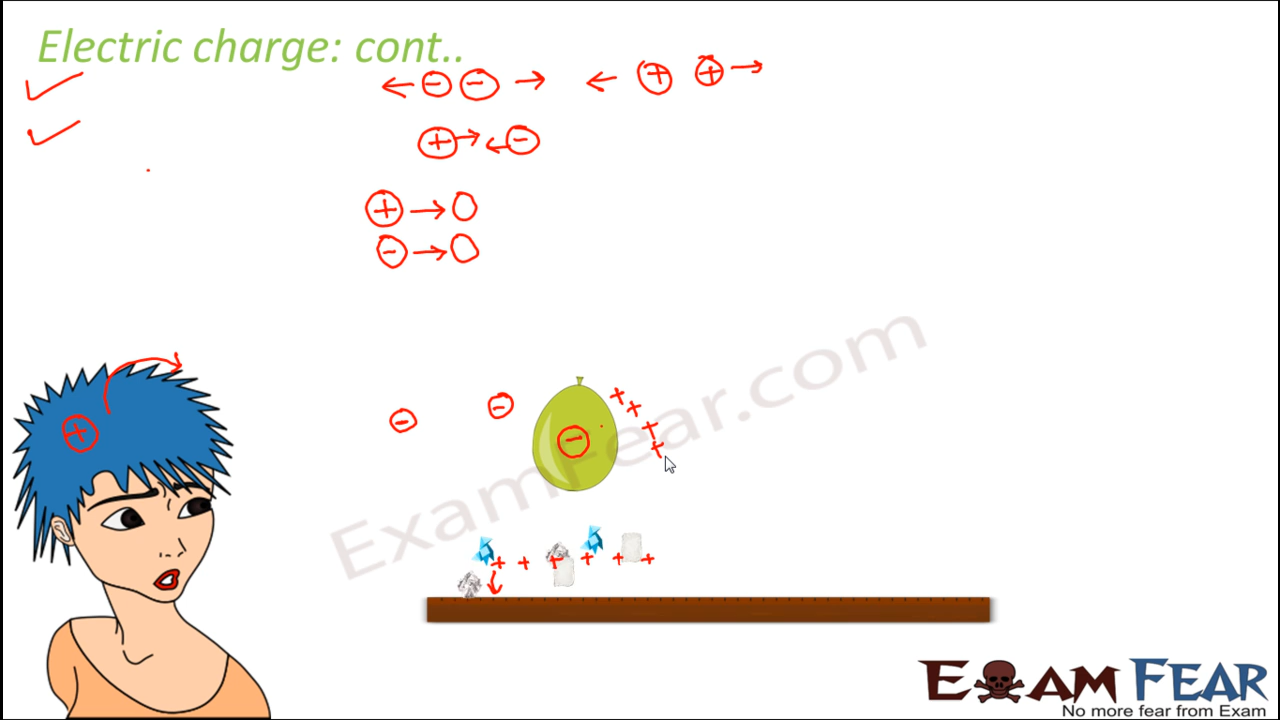 Electric charge: cont..
← ⊖ ⊖ → ← ⊕ ⊕ →
⊕→ ←⊖
⊕ → O
⊖ → O
+
+
⊖ ⊖ +
⊕ ⊖ +
ExamFear.com
+ + + + + +
EXAM FEAR
No more fear from Exam